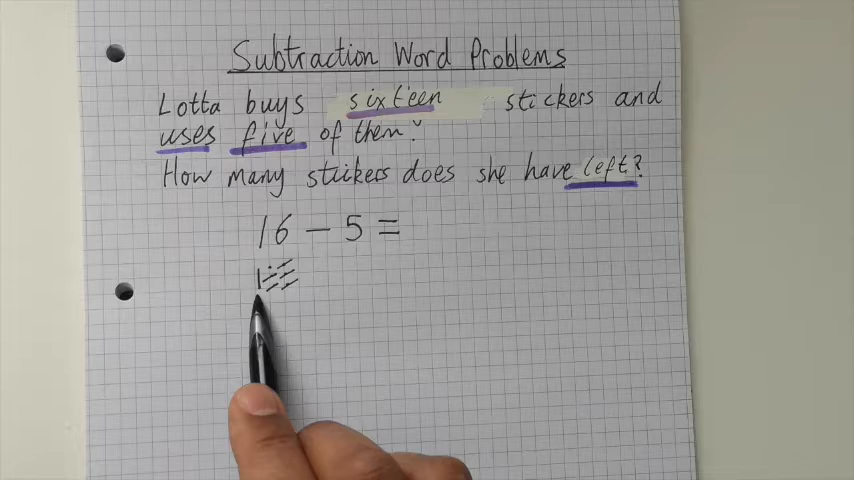 Subtraction Word Problems
Lotta buys sixteen stickers and
uses five of them?
How many stickers does she have left?
16 - 5 =